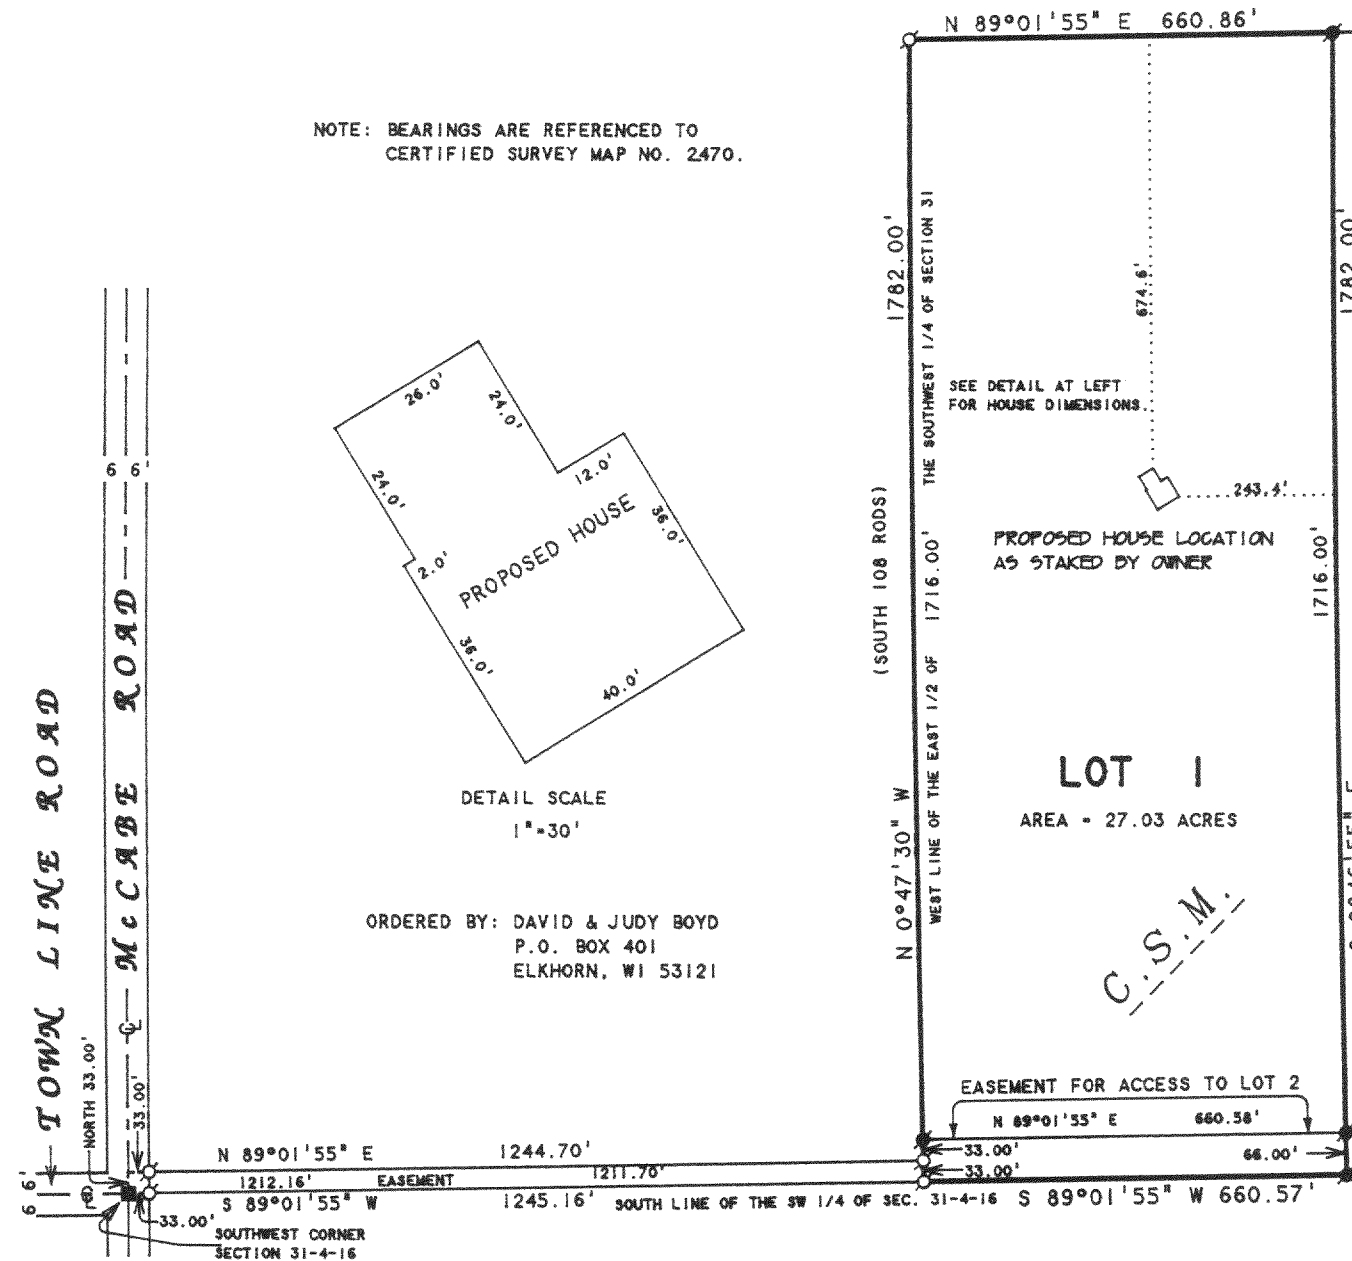 N 89°01'55" E 660.86'
NOTE: BEARINGS ARE REFERENCED TO
CERTIFIED SURVEY MAP NO. 2470.
1782.00'
THE SOUTHWEST 1/4 OF SECTION 31
674.6'
1782.00'
SEE DETAIL AT LEFT
FOR HOUSE DIMENSIONS.
26.0'
24.0'
12.0'
24.0'
36.0'
2.0'
PROPOSED HOUSE
36.0'
40.0'
6 6'
243.4'
PROPOSED HOUSE LOCATION
AS STAKED BY OWNER
(SOUTH 108 RODS)
1716.00'
1716.00'
WEST LINE OF THE EAST 1/2 OF
N 0°47'30" W
DETAIL SCALE
1"=30'
LOT 1
AREA = 27.03 ACRES
C.S.M.
ORDERED BY: DAVID & JUDY BOYD
P.O. BOX 401
ELKHORN, WI 53121
TOWN LINE ROAD
McCABE ROAD
NORTH 33.00'
33.00'
EASEMENT FOR ACCESS TO LOT 2
N 89°01'55" E 660.58'
N 89°01'55" E 1244.70'
33.00'
66.00'
1212.16' EASEMENT 1211.70'
33.00'
S 89°01'55" W 1245.16' SOUTH LINE OF THE SW 1/4 OF SEC. 31-4-16 S 89°01'55" W 660.57'
6 6'
33.00'
SOUTHWEST CORNER
SECTION 31-4-16